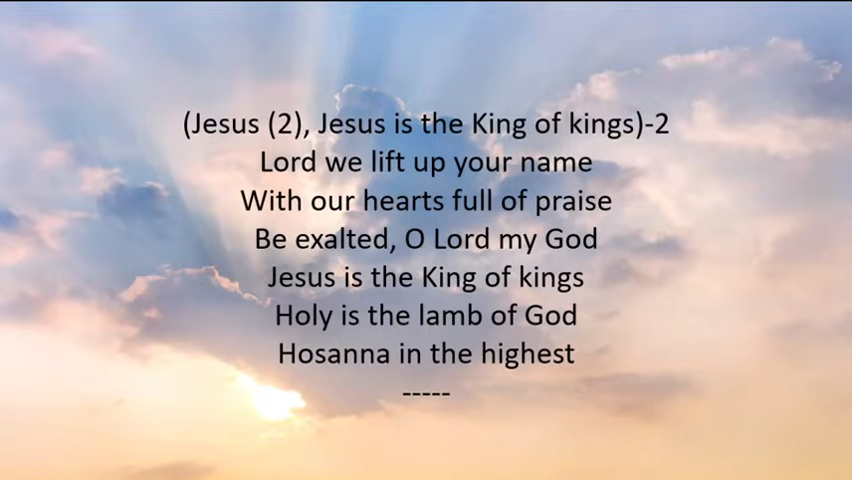 (Jesus (2), Jesus is the King of kings)-2
Lord we lift up your name
With our hearts full of praise
Be exalted, O Lord my God
Jesus is the King of kings
Holy is the lamb of God
Hosanna in the highest
-----